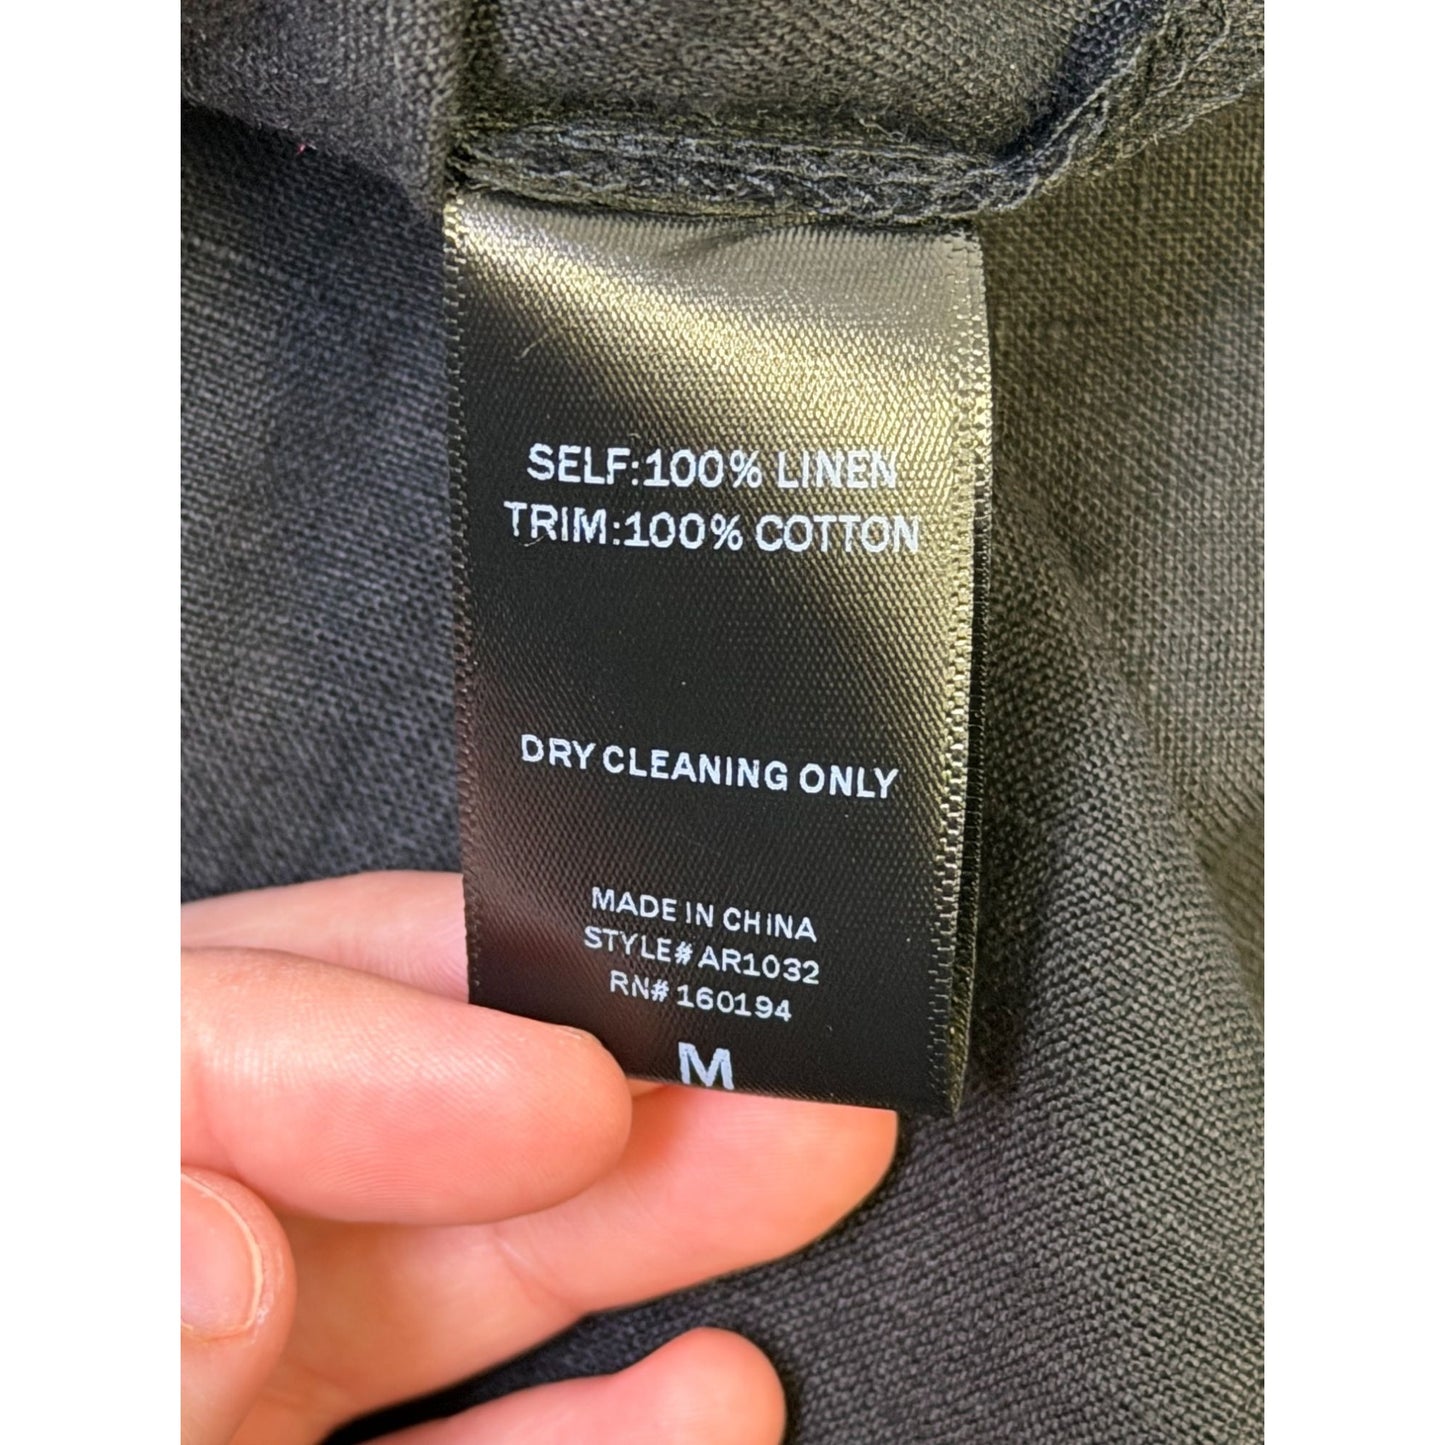 SELF:100% LINEN
TRIM:100% COTTON
DRY CLEANING ONLY
MADE IN CHINA
STYLE# AR1032
RN# 160194
M